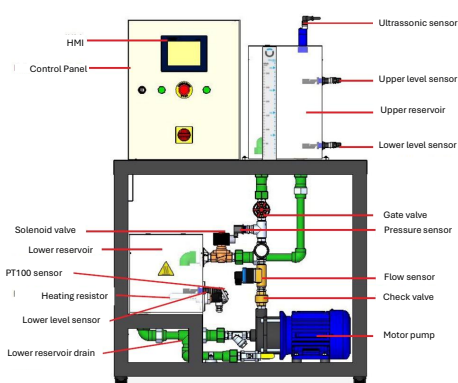 HMI
Control Panel
Ultrassonic sensor
Upper level sensor
Upper reservoir
Lower level sensor
Gate valve
Solenoid valve
Pressure sensor
Lower reservoir
PT100 sensor
Flow sensor
Heating resistor
Check valve
Lower level sensor
Motor pump
Lower reservoir drain